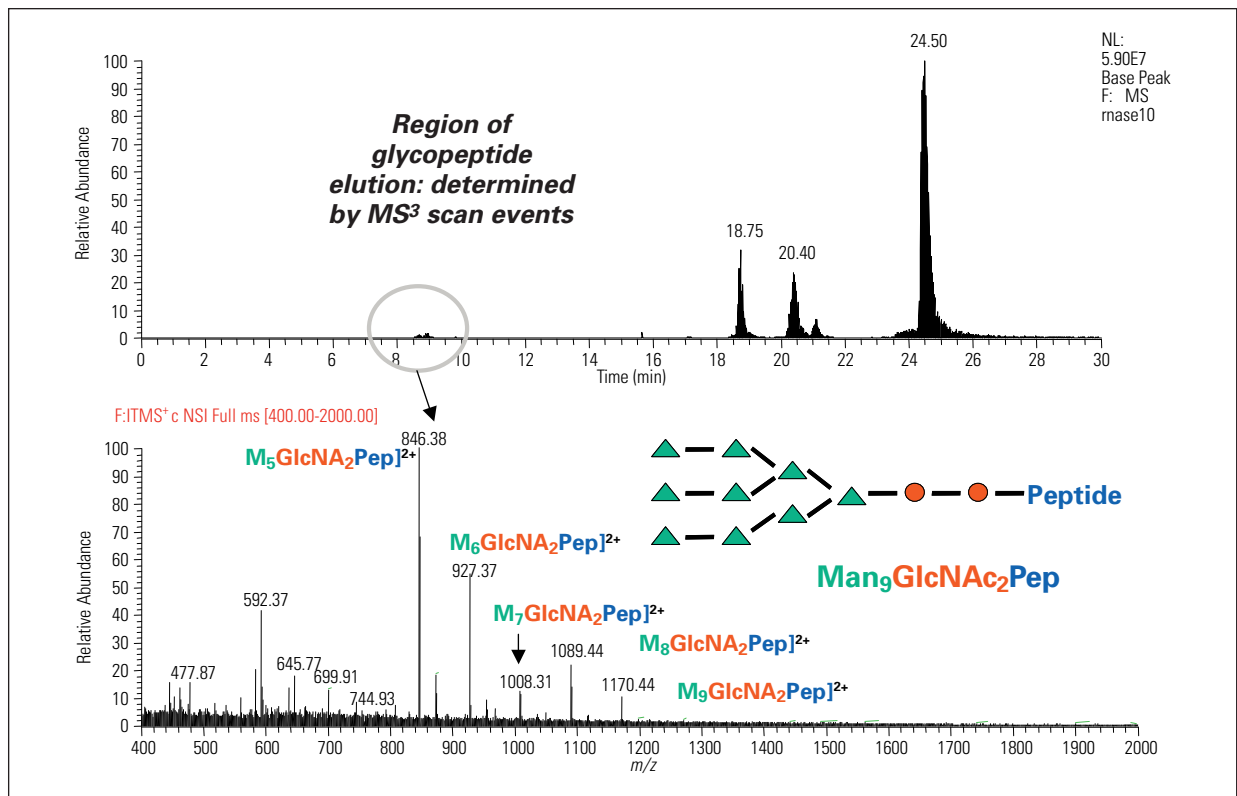 24.50
NL:
5.90E7
Base Peak
F: MS
rnase10
Region of
glycopeptide
elution: determined
by MS³ scan events
18.75
20.40
100
90
80
70
60
50
40
30
20
10
0
Relative Abundance
0 2 4 6 8 10 12 14 16 18 20 22 24 26 28 30
Time (min)
F:ITMS⁺ c NSI Full ms [400.00-2000.00]
846.38
M₅GlcNA₂Pep]²⁺
M₆GlcNA₂Pep]²⁺
927.37
M₇GlcNA₂Pep]²⁺
1008.31
M₈GlcNA₂Pep]²⁺
1089.44
M₉GlcNA₂Pep]²⁺
1170.44
592.37
477.87
645.77
699.91
744.93
Peptide
Man₉GlcNAc₂Pep
100
90
80
70
60
50
40
30
20
10
0
Relative Abundance
400 500 600 700 800 900 1000 1100 1200 1300 1400 1500 1600 1700 1800 1900 2000
m/z